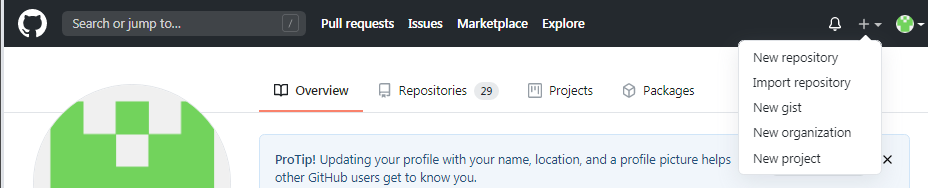 Search or jump to... /
Pull requests Issues Marketplace Explore
Overview Repositories 29 Projects Packages
New repository
Import repository
New gist
New organization
New project
ProTip! Updating your profile with your name, location, and a profile picture helps
other GitHub users get to know you.